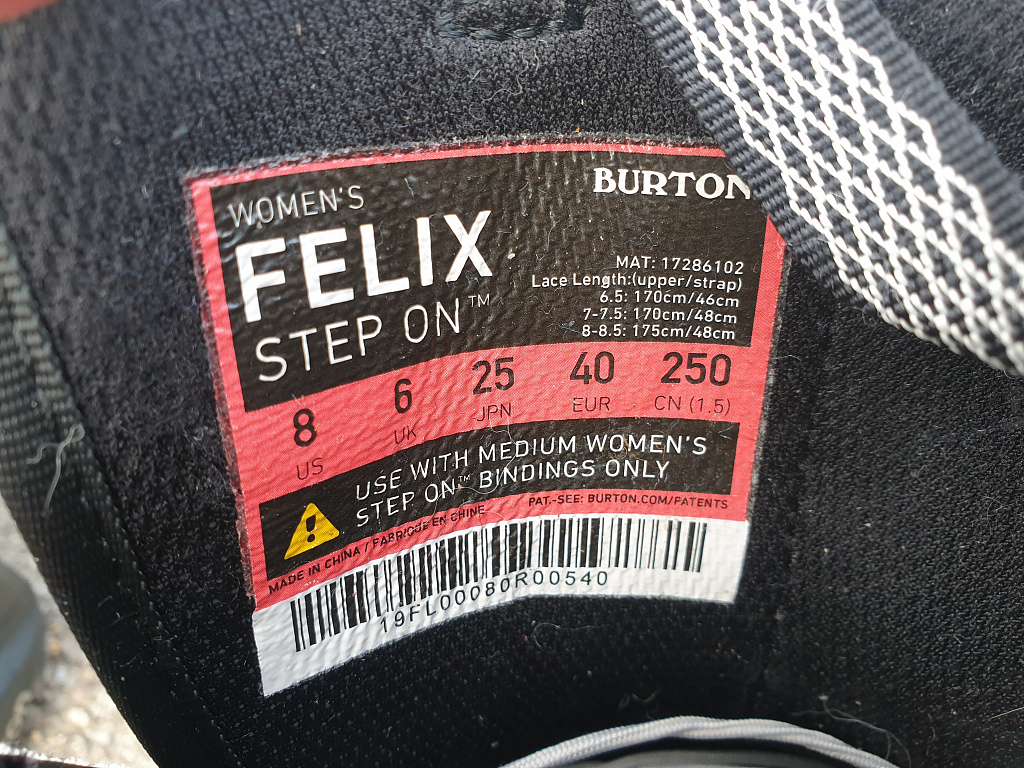 WOMEN'S
BURTON
FELIX
STEP ON™
MAT: 17286102
Lace Length:(upper/strap)
6.5: 170cm/46cm
7-7.5: 170cm/48cm
8-8.5: 175cm/48cm
8 6 25 40 250
US UK JPN EUR CN (1.5)
USE WITH MEDIUM WOMEN'S
STEP ON™ BINDINGS ONLY
MADE IN CHINA / FABRIQUÉ EN CHINE PAT.-SEE: BURTON.COM/PATENTS
19FL00080R00540